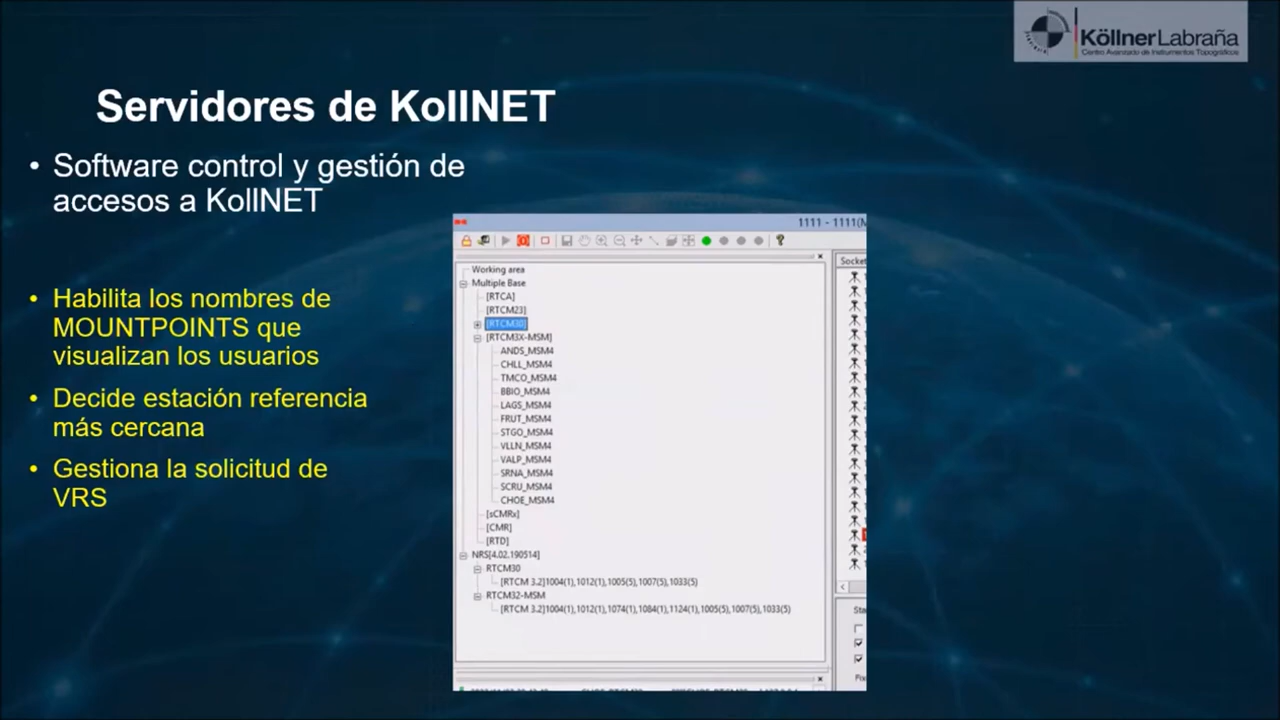 KöllnerLabraña
Centro Avanzado de Instrumentos Topográficos
Servidores de KollNET
• Software control y gestión de
accesos a KollNET
• Habilita los nombres de
MOUNTPOINTS que
visualizan los usuarios
• Decide estación referencia
más cercana
• Gestiona la solicitud de
VRS
1111 - 1111(M
Working area
Multiple Base
[RTCA]
[RTCM23]
[RTCM30]
[RTCM3X-MSM]
ANDS_MSM4
CHLL_MSM4
TMCO_MSM4
BBIO_MSM4
LAGS_MSM4
FRUT_MSM4
STGO_MSM4
VLLN_MSM4
VALP_MSM4
SRNA_MSM4
SCRU_MSM4
CHOE_MSM4
[sCMRx]
[CMR]
[RTD]
NRS[4.02.190514]
RTCM30
[RTCM 3.2]1004(1),1012(1),1005(5),1007(5),1033(5)
RTCM32-MSM
[RTCM 3.2]1004(1),1012(1),1074(1),1084(1),1124(1),1005(5),1007(5),1033(5)
Socket
Sta